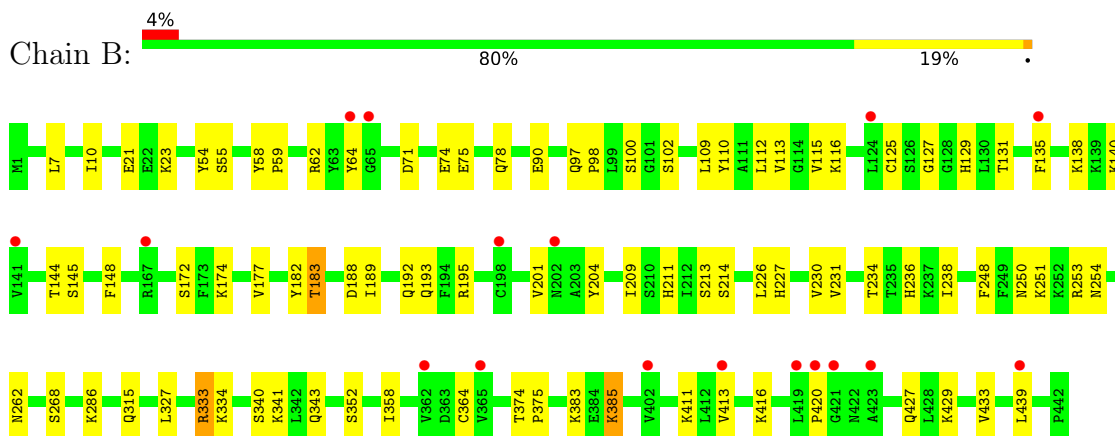 4%
Chain B:
80% 19% •
M1 L7 I10 E21 E22 K23 Y54 S55 Y58 P59 R62 Y63 Y64 G65 D71 E74 E75 Q78 E90 Q97 P98 L99 S100 G101 S102 L109 Y110 A111 L112 V113 G114 V115 K116 L124 C125 S126 G127 G128 H129 L130 T131 F135 K138 K139 K140
V141 T144 S145 F148 R167 S172 F173 K174 V177 Y182 T183 D188 I189 Q192 Q193 F194 R195 C198 V201 N202 A203 Y204 I209 S210 H211 I212 S213 S214 L226 H227 V230 V231 T234 T235 H236 K237 I238 F248 F249 N250 K251 K252 R253 N254
N262 S268 K286 Q315 L327 R333 K334 S340 K341 L342 Q343 S352 I358 V362 D363 C364 V365 T374 P375 K383 E384 K385 V402 K411 L412 V413 K416 L419 P420 G421 N422 A423 Q427 L428 K429 V433 L439 P442